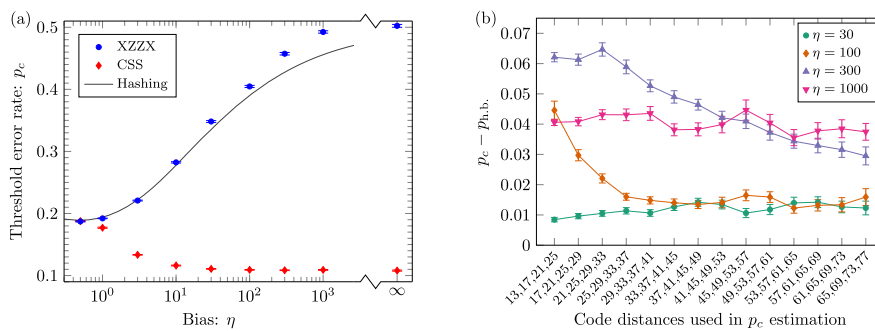 (a)
Threshold error rate: p_c
0.5
0.4
0.3
0.2
0.1
XZZX
CSS
Hashing
10^0
10^1
10^2
10^3
∞
Bias: η
(b)
p_c − p_h.b.
0.07
0.06
0.05
0.04
0.03
0.02
0.01
0
η = 30
η = 100
η = 300
η = 1000
13,17,21,25
17,21,25,29
21,25,29,33
25,29,33,37
29,33,37,41
33,37,41,45
37,41,45,49
41,45,49,53
45,49,53,57
49,53,57,61
53,57,61,65
57,61,65,69
61,65,69,73
65,69,73,77
Code distances used in p_c estimation